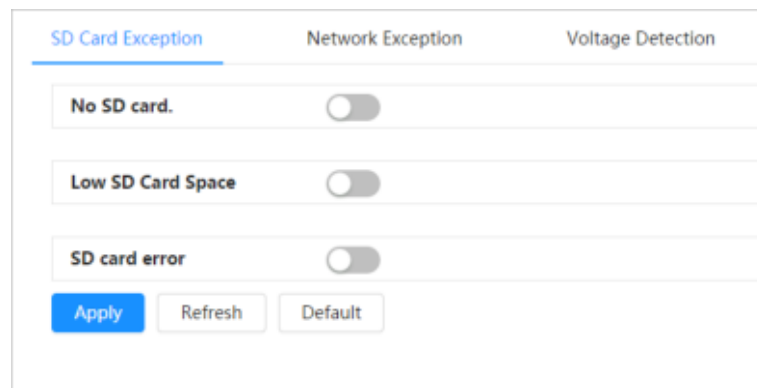 SD Card Exception Network Exception Voltage Detection
No SD card.
Low SD Card Space
SD card error
Apply Refresh Default